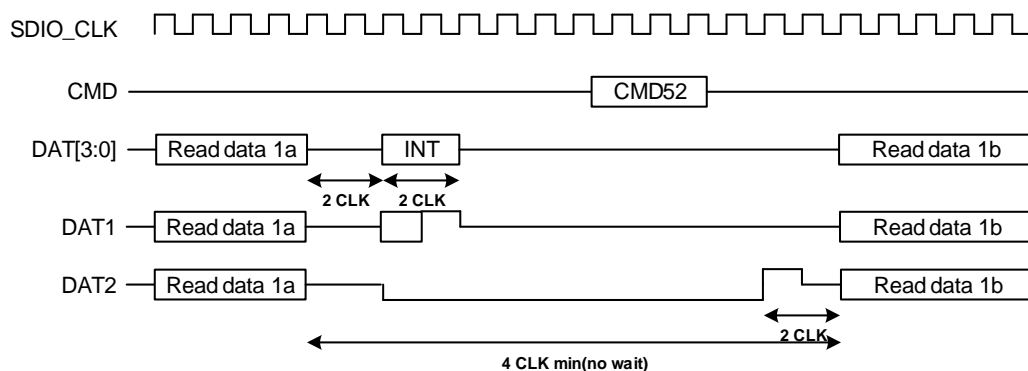 SDIO_CLK
CMD
CMD52
DAT[3:0]
Read data 1a
INT
Read data 1b
2 CLK
2 CLK
DAT1
Read data 1a
Read data 1b
DAT2
Read data 1a
Read data 1b
2 CLK
4 CLK min(no wait)